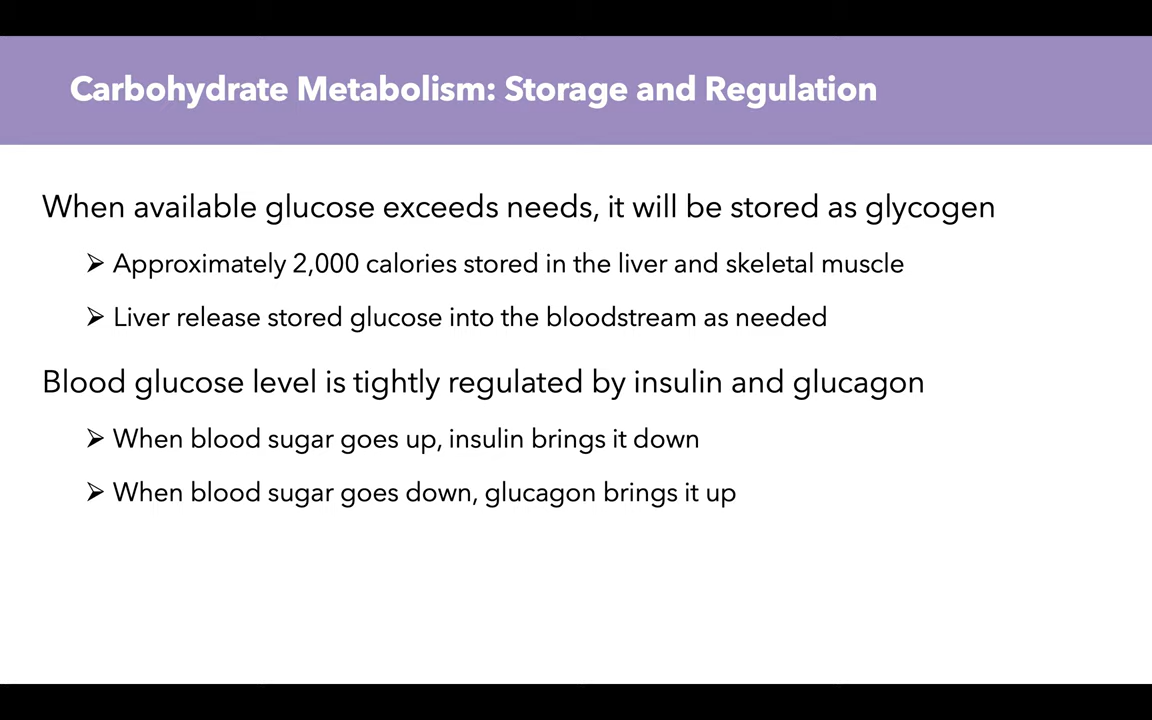 Carbohydrate Metabolism: Storage and Regulation
When available glucose exceeds needs, it will be stored as glycogen
➢ Approximately 2,000 calories stored in the liver and skeletal muscle
➢ Liver release stored glucose into the bloodstream as needed
Blood glucose level is tightly regulated by insulin and glucagon
➢ When blood sugar goes up, insulin brings it down
➢ When blood sugar goes down, glucagon brings it up